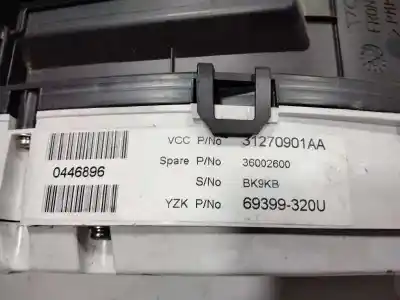 VCC P/No 31270901AA
Spare P/No 36002600
S/No BK9KB
YZK P/No 69399-320U
0446896